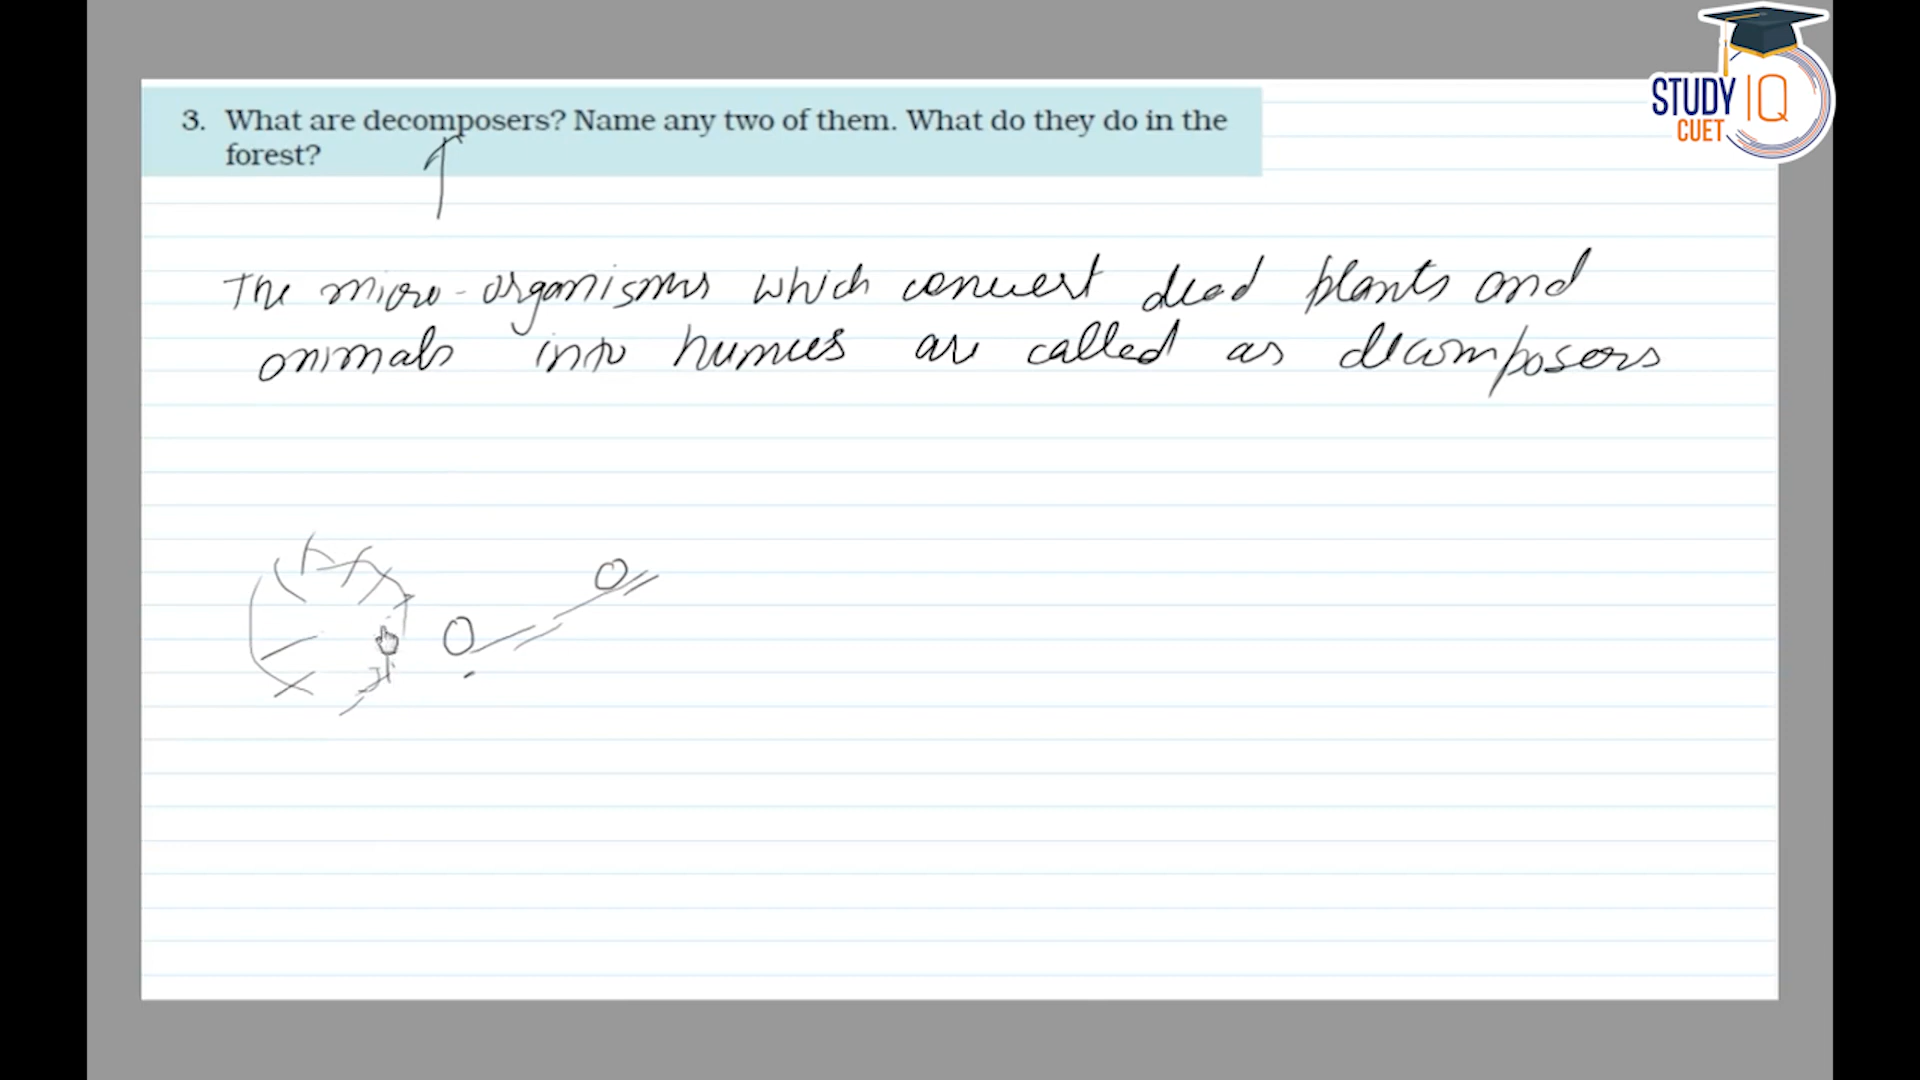 STUDY IQ
CUET
3. What are decomposers? Name any two of them. What do they do in the
forest?
The micro-organisms which convert dead plants and
animals into humus are called as decomposers